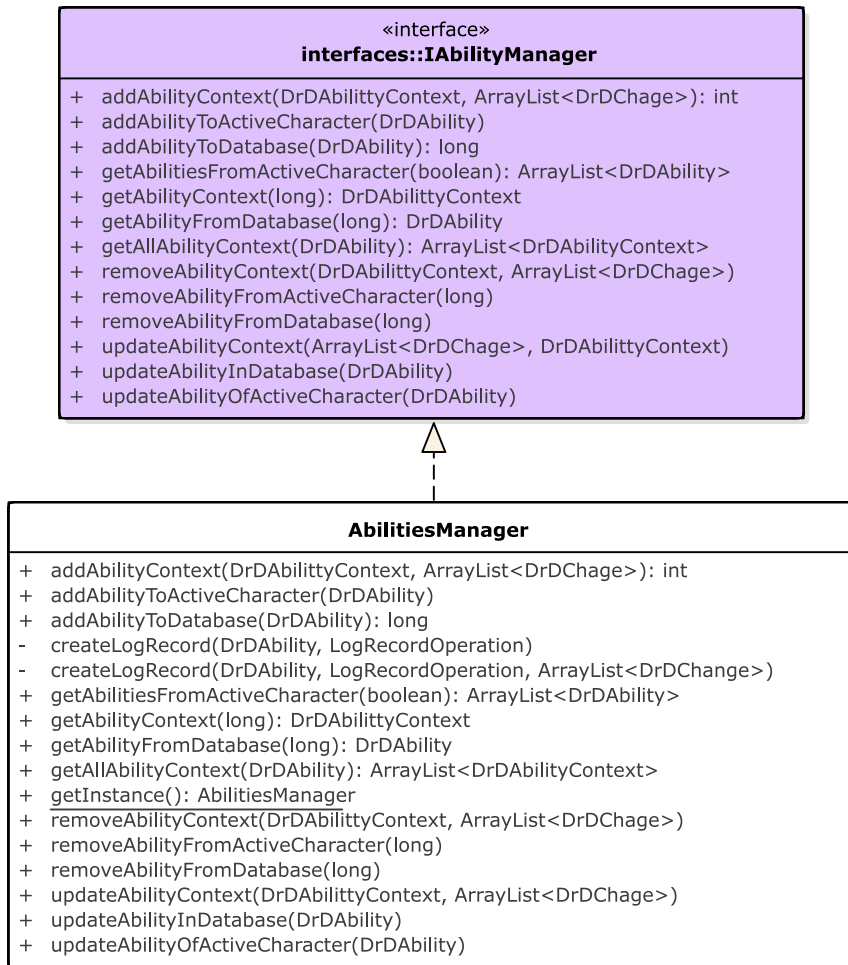 «interface»
interfaces::IAbilityManager
+ addAbilityContext(DrDAbilittyContext, ArrayList<DrDChage>): int
+ addAbilityToActiveCharacter(DrDAbility)
+ addAbilityToDatabase(DrDAbility): long
+ getAbilitiesFromActiveCharacter(boolean): ArrayList<DrDAbility>
+ getAbilityContext(long): DrDAbilittyContext
+ getAbilityFromDatabase(long): DrDAbility
+ getAllAbilityContext(DrDAbility): ArrayList<DrDAbilityContext>
+ removeAbilityContext(DrDAbilittyContext, ArrayList<DrDChage>)
+ removeAbilityFromActiveCharacter(long)
+ removeAbilityFromDatabase(long)
+ updateAbilityContext(ArrayList<DrDChage>, DrDAbilittyContext)
+ updateAbilityInDatabase(DrDAbility)
+ updateAbilityOfActiveCharacter(DrDAbility)
AbilitiesManager
+ addAbilityContext(DrDAbilittyContext, ArrayList<DrDChage>): int
+ addAbilityToActiveCharacter(DrDAbility)
+ addAbilityToDatabase(DrDAbility): long
- createLogRecord(DrDAbility, LogRecordOperation)
- createLogRecord(DrDAbility, LogRecordOperation, ArrayList<DrDChange>)
+ getAbilitiesFromActiveCharacter(boolean): ArrayList<DrDAbility>
+ getAbilityContext(long): DrDAbilittyContext
+ getAbilityFromDatabase(long): DrDAbility
+ getAllAbilityContext(DrDAbility): ArrayList<DrDAbilityContext>
+ getInstance(): AbilitiesManager
+ removeAbilityContext(DrDAbilittyContext, ArrayList<DrDChage>)
+ removeAbilityFromActiveCharacter(long)
+ removeAbilityFromDatabase(long)
+ updateAbilityContext(DrDAbilittyContext, ArrayList<DrDChage>)
+ updateAbilityInDatabase(DrDAbility)
+ updateAbilityOfActiveCharacter(DrDAbility)